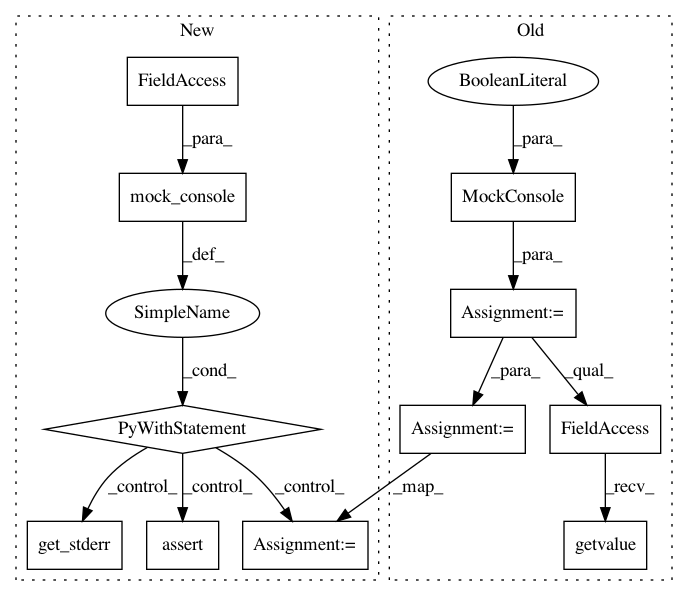 New
Old
FieldAccess
BooleanLiteral
_para_
_para_
mock_console
MockConsole
_def_
_para_
SimpleName
Assignment:=
_cond_
_para_
_qual_
PyWithStatement
Assignment:=
FieldAccess
_control_
_control_
_control_
_map_
_recv_
get_stderr
assert
Assignment:=
getvalue